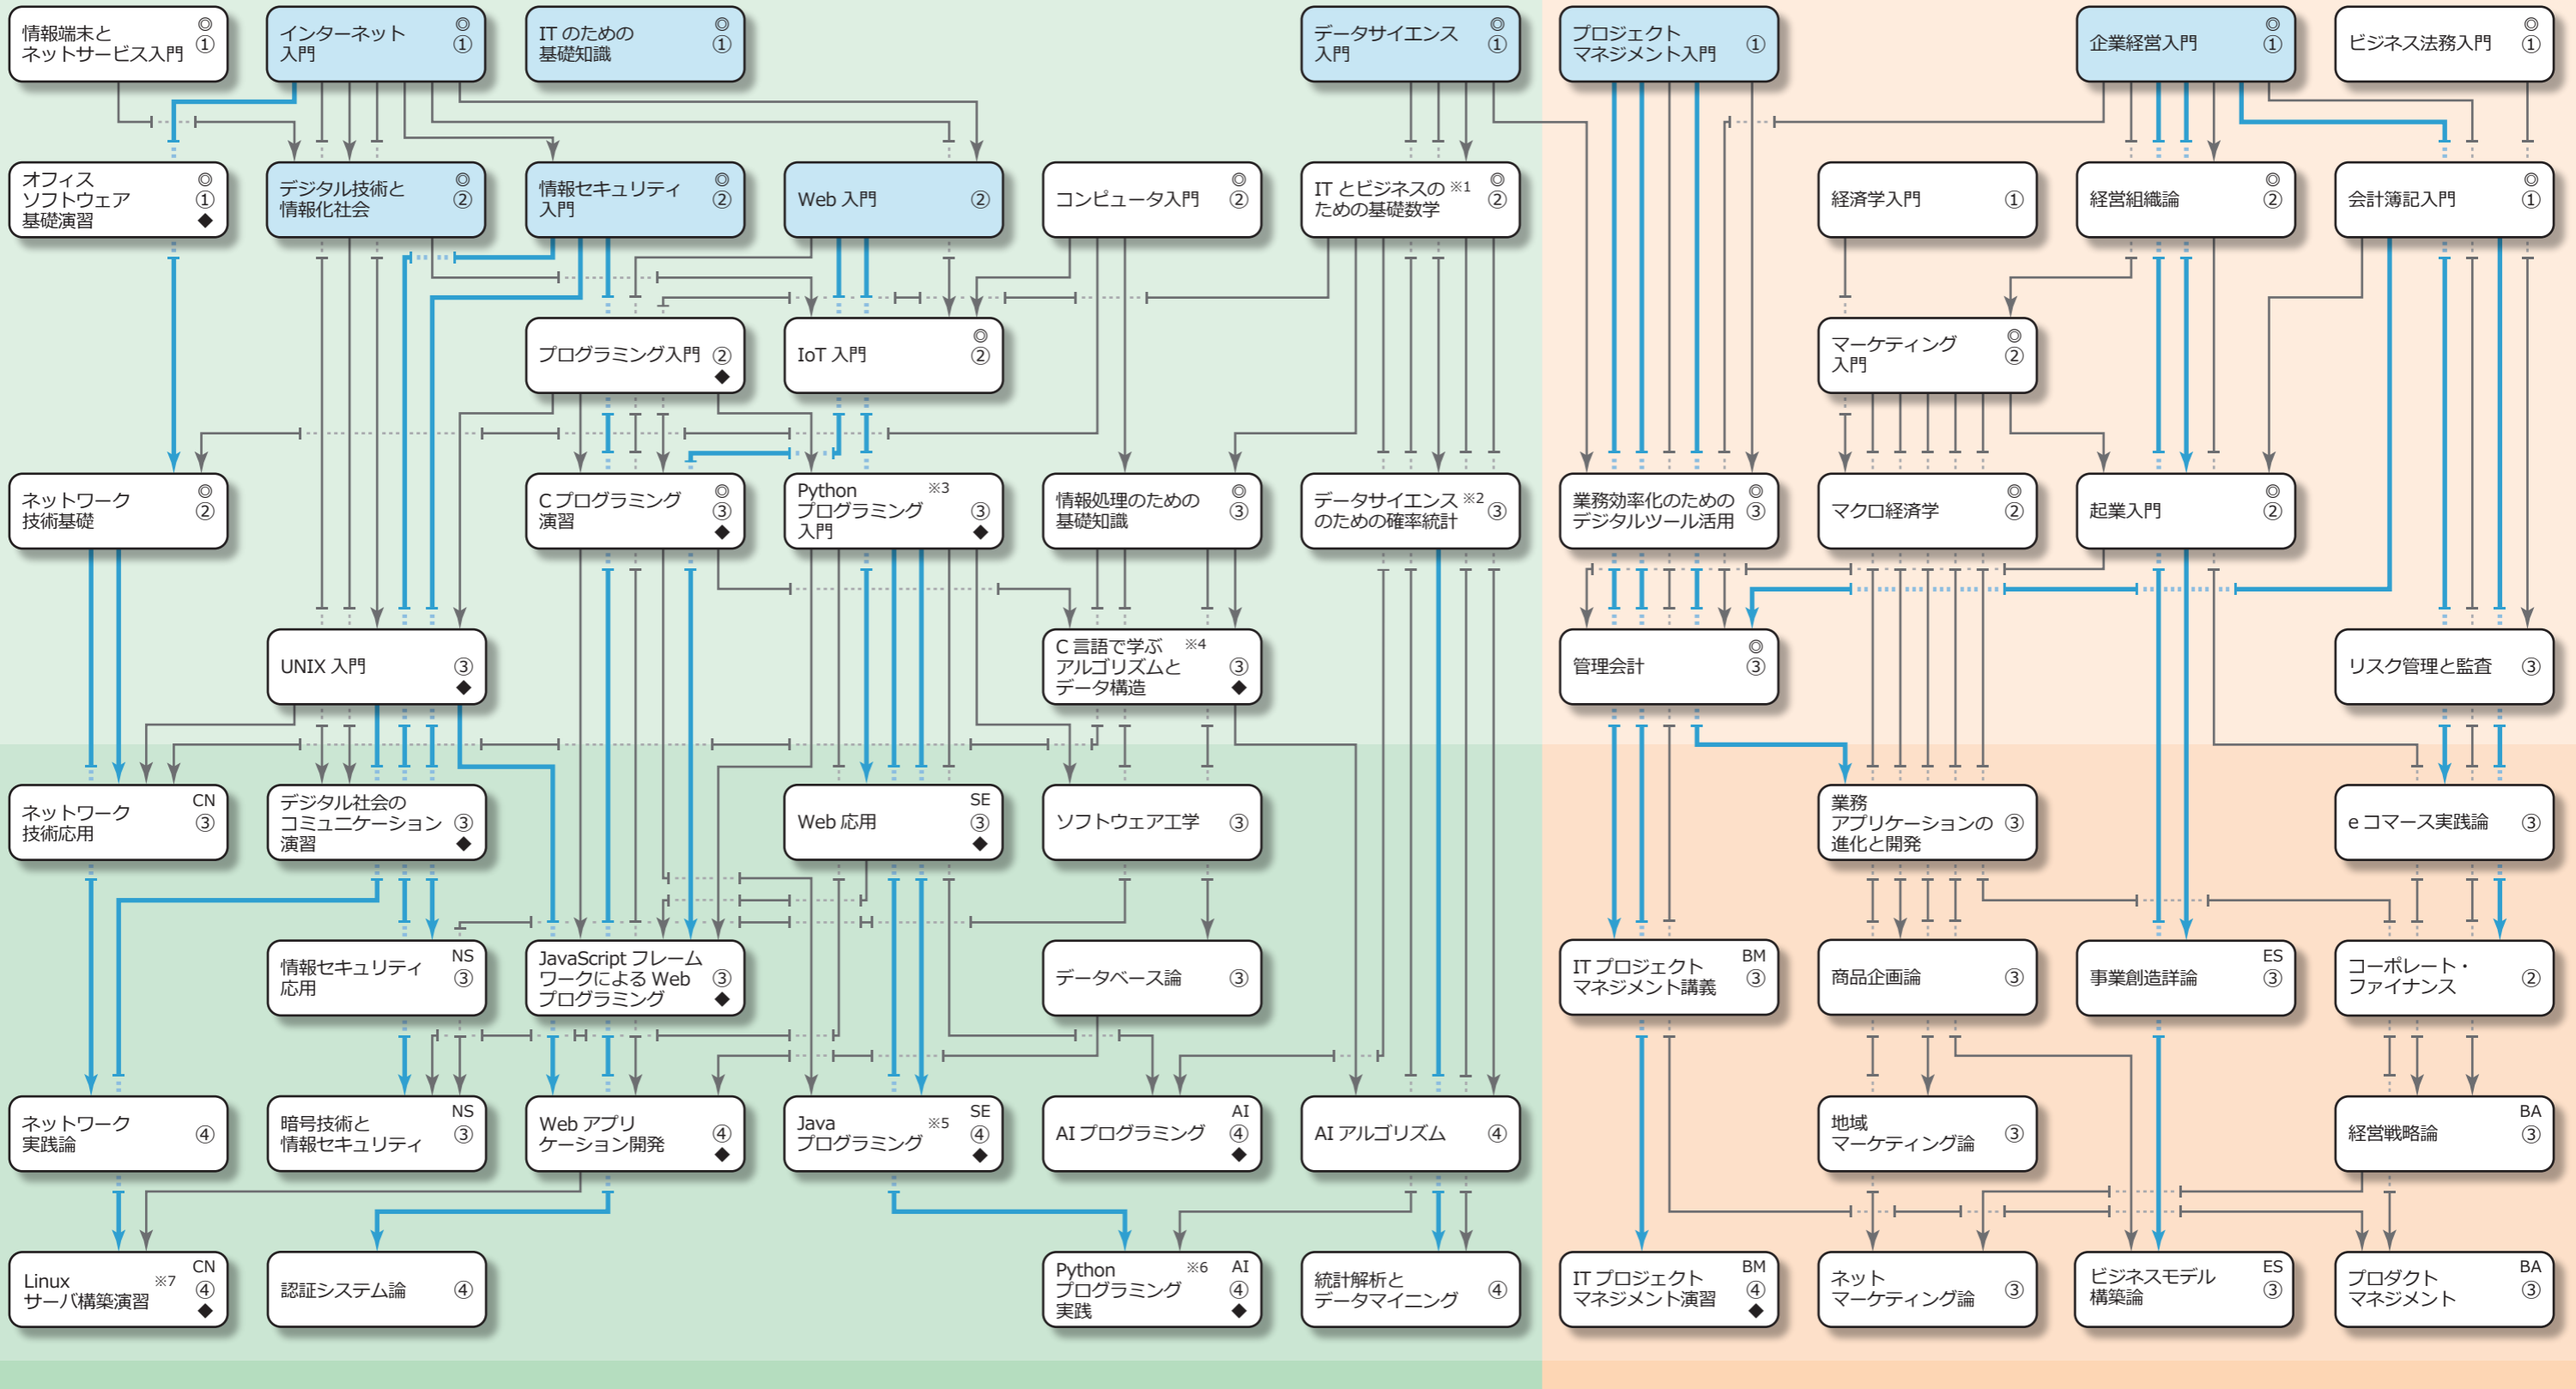 情報端末と
ネットサービス入門
◎
①
インターネット
入門
◎
①
IT のための
基礎知識
◎
①
データサイエンス
入門
◎
①
プロジェクト
マネジメント入門
①
企業経営入門
◎
①
ビジネス法務入門
◎
①
オフィス
ソフトウェア
基礎演習
◎
①
◆
デジタル技術と
情報化社会
◎
②
情報セキュリティ
入門
◎
②
Web 入門
②
コンピュータ入門
◎
②
IT とビジネスの ※1
ための基礎数学
◎
②
経済学入門
①
経営組織論
◎
②
会計簿記入門
◎
①
プログラミング入門
②
◆
IoT 入門
◎
②
マーケティング
入門
◎
②
ネットワーク
技術基礎
◎
②
C プログラミング
演習
◎
③
◆
Python ※3
プログラミング
入門
③
◆
情報処理のための
基礎知識
◎
③
データサイエンス ※2
のための確率統計
③
業務効率化のための
デジタルツール活用
◎
③
マクロ経済学
◎
②
起業入門
◎
②
UNIX 入門
③
◆
C 言語で学ぶ ※4
アルゴリズムと
データ構造
③
◆
管理会計
◎
③
リスク管理と監査
③
ネットワーク
技術応用
CN
③
デジタル社会の
コミュニケーション
演習
③
◆
Web 応用
SE
③
◆
ソフトウェア工学
③
業務
アプリケーションの
進化と開発
③
e コマース実践論
③
情報セキュリティ
応用
NS
③
JavaScript フレーム
ワークによる Web
プログラミング
③
◆
データベース論
③
IT プロジェクト
マネジメント講義
BM
③
商品企画論
③
事業創造詳論
ES
③
コーポレート・
ファイナンス
②
ネットワーク
実践論
④
暗号技術と
情報セキュリティ
NS
③
Web アプリ
ケーション開発
④
◆
Java ※5
プログラミング
SE
④
◆
AI プログラミング
AI
④
◆
AI アルゴリズム
④
地域
マーケティング論
③
経営戦略論
BA
③
Linux ※7
サーバ構築演習
CN
④
◆
認証システム論
④
Python ※6
プログラミング
実践
AI
④
◆
統計解析と
データマイニング
④
IT プロジェクト
マネジメント演習
BM
④
◆
ネット
マーケティング論
③
ビジネスモデル
構築論
ES
③
プロダクト
マネジメント
BA
③